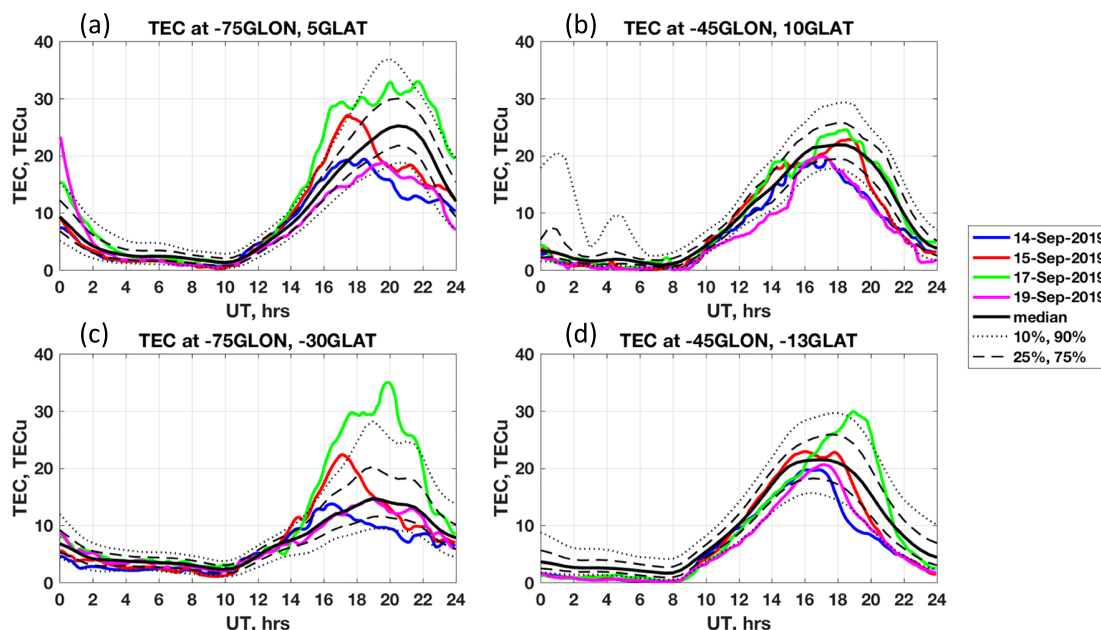 (a)
TEC at -75GLON, 5GLAT
TEC, TECu
40
30
20
10
0
0 2 4 6 8 10 12 14 16 18 20 22 24
UT, hrs
(b)
TEC at -45GLON, 10GLAT
TEC, TECu
40
30
20
10
0
0 2 4 6 8 10 12 14 16 18 20 22 24
UT, hrs
14-Sep-2019
15-Sep-2019
17-Sep-2019
19-Sep-2019
median
10%, 90%
25%, 75%
(c)
TEC at -75GLON, -30GLAT
TEC, TECu
40
30
20
10
0
0 2 4 6 8 10 12 14 16 18 20 22 24
UT, hrs
(d)
TEC at -45GLON, -13GLAT
TEC, TECu
40
30
20
10
0
0 2 4 6 8 10 12 14 16 18 20 22 24
UT, hrs